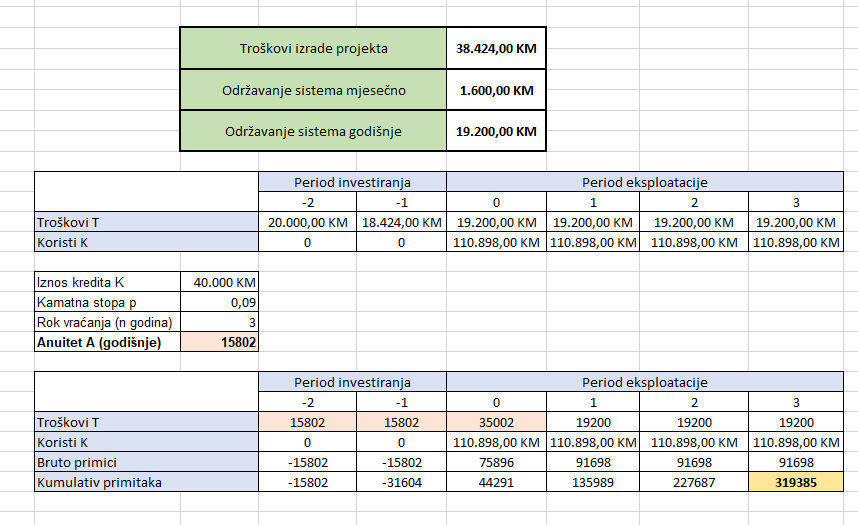 Troškovi izrade projekta 38.424,00 KM
Održavanje sistema mjesečno 1.600,00 KM
Održavanje sistema godišnje 19.200,00 KM
Period investiranja Period eksploatacije
-2 -1 0 1 2 3
Troškovi T 20.000,00 KM 18.424,00 KM 19.200,00 KM 19.200,00 KM 19.200,00 KM 19.200,00 KM
Koristi K 0 0 110.898,00 KM 110.898,00 KM 110.898,00 KM 110.898,00 KM
Iznos kredita K 40.000 KM
Kamatna stopa p 0,09
Rok vraćanja (n godina) 3
Anuitet A (godišnje) 15802
Period investiranja Period eksploatacije
-2 -1 0 1 2 3
Troškovi T 15802 15802 35002 19200 19200 19200
Koristi K 0 0 110.898,00 KM 110.898,00 KM 110.898,00 KM 110.898,00 KM
Bruto primici -15802 -15802 75896 91698 91698 91698
Kumulativ primitaka -15802 -31604 44291 135989 227687 319385